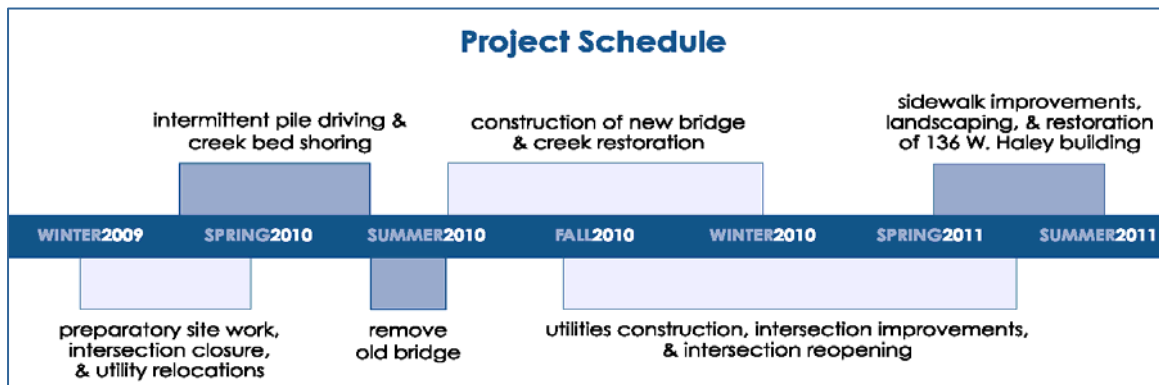 Project Schedule
intermittent pile driving &
creek bed shoring
construction of new bridge
& creek restoration
sidewalk improvements,
landscaping, & restoration
of 136 W. Haley building
WINTER2009 SPRING2010 SUMMER2010 FALL2010 WINTER2010 SPRING2011 SUMMER2011
preparatory site work,
intersection closure,
& utility relocations
remove
old bridge
utilities construction, intersection improvements,
& intersection reopening